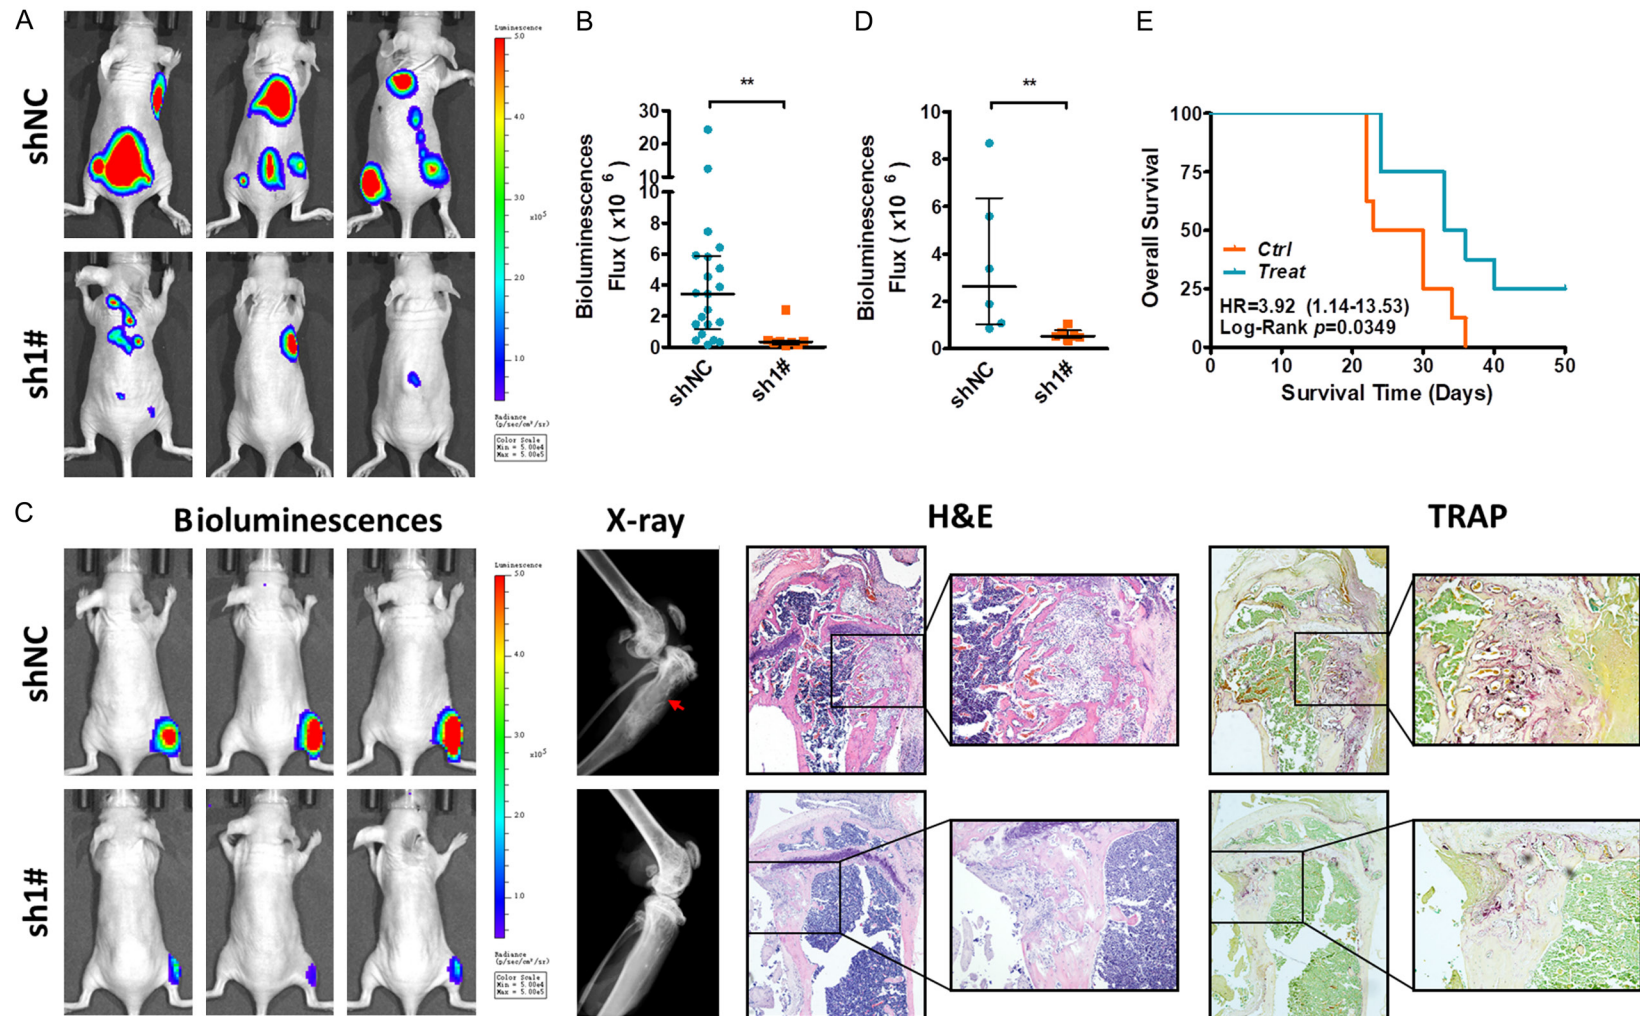 A
shNC
sh1#
Luminescence
5.0
4.0
3.0
x10⁵
2.0
1.0
Radiance
(p/sec/cm²/sr)
Color Scale
Min = 5.00e4
Max = 5.00e5
B
**
Bioluminescences
Flux ( x10 6 )
30
20
10
10
8
6
4
2
0
shNC
sh1#
D
**
Bioluminescences
Flux ( x10 6 )
10
8
6
4
2
0
shNC
sh1#
E
Overall Survival
100
75
50
25
0
Ctrl
Treat
HR=3.92 (1.14-13.53)
Log-Rank p=0.0349
0
10
20
30
40
50
Survival Time (Days)
C
Bioluminescences
X-ray
H&E
TRAP
shNC
sh1#
Luminescence
5.0
4.0
3.0
x10⁵
2.0
1.0
Radiance
(p/sec/cm²/sr)
Color Scale
Min = 5.00e4
Max = 5.00e5